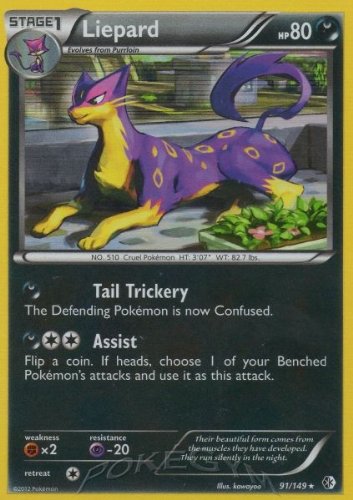 STAGE1 Liepard HP80
Evolves from Purrloin
NO. 510 Cruel Pokémon HT: 3'07" WT: 82.7 lbs.
Tail Trickery
The Defending Pokémon is now Confused.
Assist
Flip a coin. If heads, choose 1 of your Benched
Pokémon's attacks and use it as this attack.
weakness resistance
×2 -20
retreat
Their beautiful form comes from
the muscles they have developed.
They run silently in the night.
©2012 Pokémon
Illus. kawayoo 91/149 ★
POKE